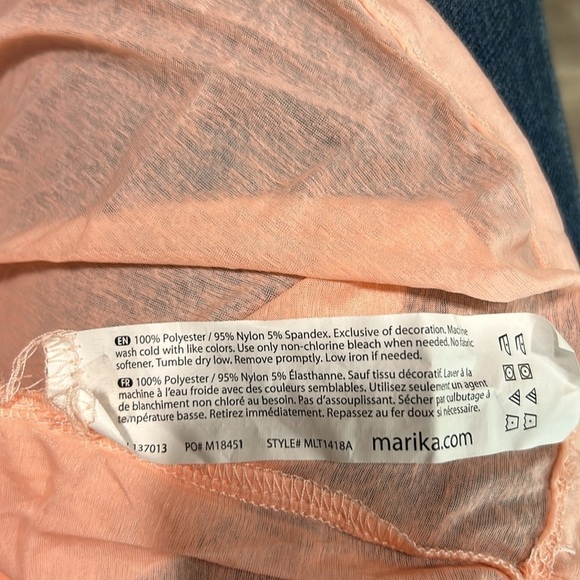 EN 100% Polyester / 95% Nylon 5% Spandex. Exclusive of decoration. Machine
wash cold with like colors. Use only non-chlorine bleach when needed. No fabric
softener. Tumble dry low. Remove promptly. Low iron if needed.
FR 100% Polyester / 95% Nylon 5% Élasthanne. Sauf tissu décoratif. Laver à la
machine à l'eau froide avec des couleurs semblables. Utilisez seulement un agent
de blanchiment non chloré au besoin. Pas d'assouplissant. Sécher par culbutage à
température basse. Retirez immédiatement. Repassez au fer doux si nécessaire.
137013 PO# M18451 STYLE# MLT1418A marika.com